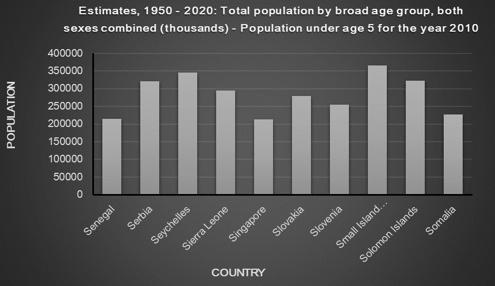 Estimates, 1950 - 2020: Total population by broad age group, both
sexes combined (thousands) - Population under age 5 for the year 2010
POPULATION
400000
350000
300000
250000
200000
150000
100000
50000
0
Senegal
Serbia
Seychelles
Sierra Leone
Singapore
Slovakia
Slovenia
Small Island...
Solomon Islands
Somalia
COUNTRY